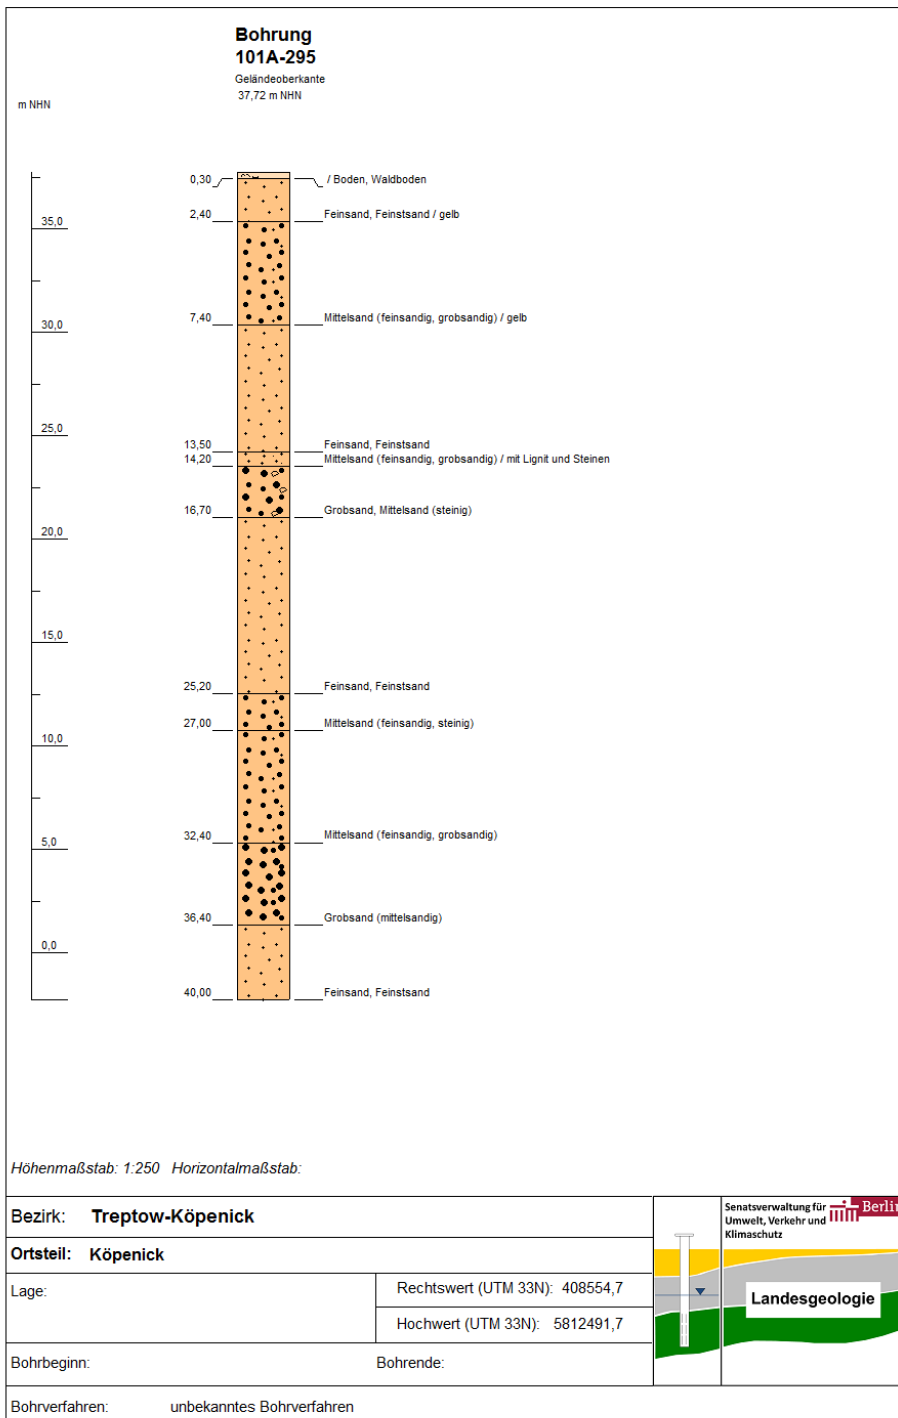 Bohrung
101A-295
Geländeoberkante
37,72 m NHN
m NHN
0,30 / Boden, Waldboden
2,40 Feinsand, Feinstsand / gelb
35,0
7,40 Mittelsand (feinsandig, grobsandig) / gelb
30,0
25,0
13,50 Feinsand, Feinstsand
14,20 Mittelsand (feinsandig, grobsandig) / mit Lignit und Steinen
16,70 Grobsand, Mittelsand (steinig)
20,0
15,0
25,20 Feinsand, Feinstsand
27,00 Mittelsand (feinsandig, steinig)
10,0
32,40 Mittelsand (feinsandig, grobsandig)
5,0
36,40 Grobsand (mittelsandig)
0,0
40,00 Feinsand, Feinstsand
Höhenmaßstab: 1:250 Horizontalmaßstab:
Bezirk: Treptow-Köpenick
Ortsteil: Köpenick
Lage:
Rechtswert (UTM 33N): 408554,7
Hochwert (UTM 33N): 5812491,7
Bohrbeginn: Bohrende:
Bohrverfahren: unbekanntes Bohrverfahren
Senatsverwaltung für
Umwelt, Verkehr und
Klimaschutz
Berlin
Landesgeologie